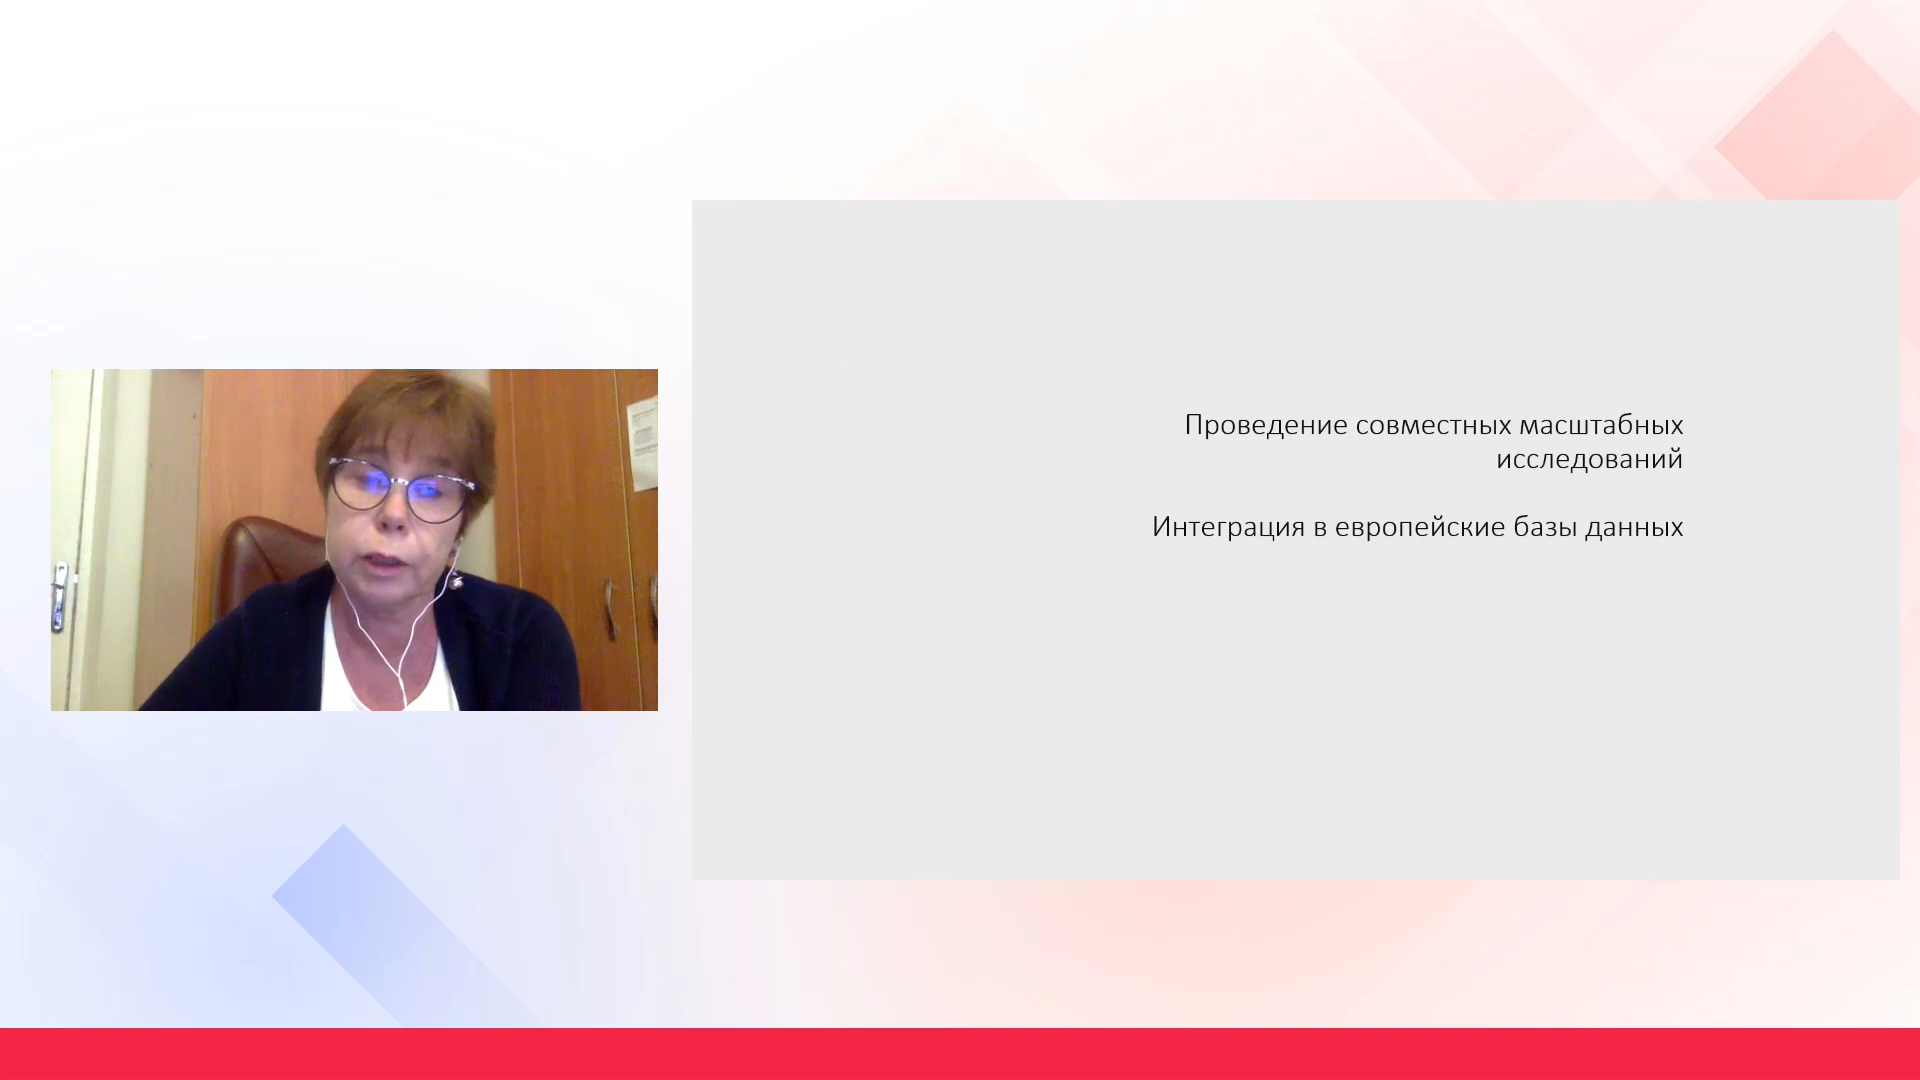 Проведение совместных масштабных
исследований
Интеграция в европейские базы данных